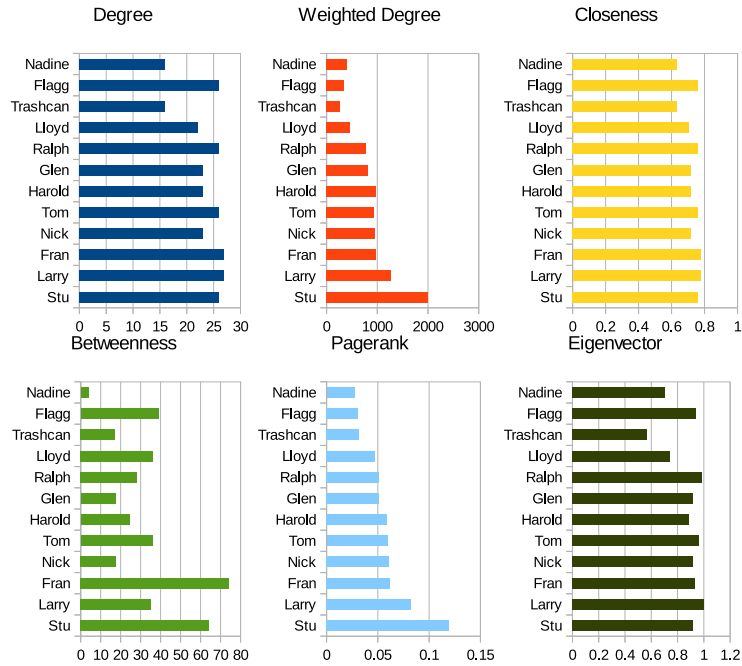 Degree
Weighted Degree
Closeness
Nadine
Flagg
Trashcan
Lloyd
Ralph
Glen
Harold
Tom
Nick
Fran
Larry
Stu
0 5 10 15 20 25 30
Nadine
Flagg
Trashcan
Lloyd
Ralph
Glen
Harold
Tom
Nick
Fran
Larry
Stu
0 1000 2000 3000
Nadine
Flagg
Trashcan
Lloyd
Ralph
Glen
Harold
Tom
Nick
Fran
Larry
Stu
0 0.2 0.4 0.6 0.8 1
Betweenness
Pagerank
Eigenvector
Nadine
Flagg
Trashcan
Lloyd
Ralph
Glen
Harold
Tom
Nick
Fran
Larry
Stu
0 10 20 30 40 50 60 70 80
Nadine
Flagg
Trashcan
Lloyd
Ralph
Glen
Harold
Tom
Nick
Fran
Larry
Stu
0 0.05 0.1 0.15
Nadine
Flagg
Trashcan
Lloyd
Ralph
Glen
Harold
Tom
Nick
Fran
Larry
Stu
0 0.2 0.4 0.6 0.8 1 1.2